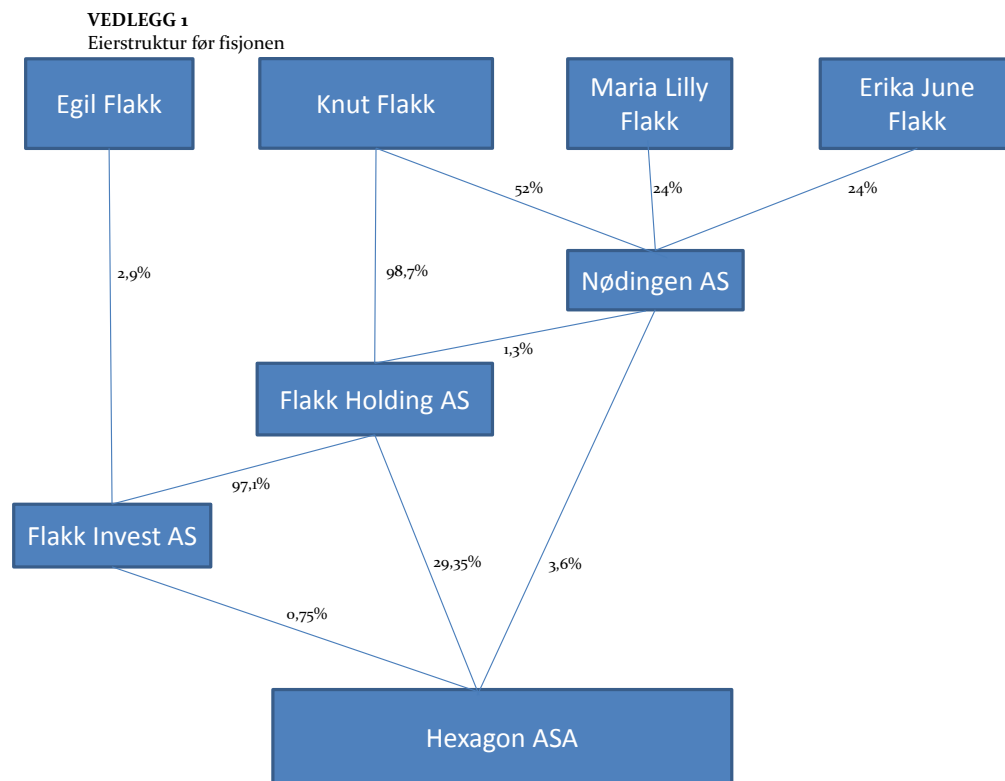 VEDLEGG 1
Eierstruktur før fisjonen
Egil Flakk
Knut Flakk
Maria Lilly
Flakk
Erika June
Flakk
52%
24%
24%
2,9%
98,7%
Nødingen AS
1,3%
Flakk Holding AS
97,1%
Flakk Invest AS
29,35%
3,6%
0,75%
Hexagon ASA